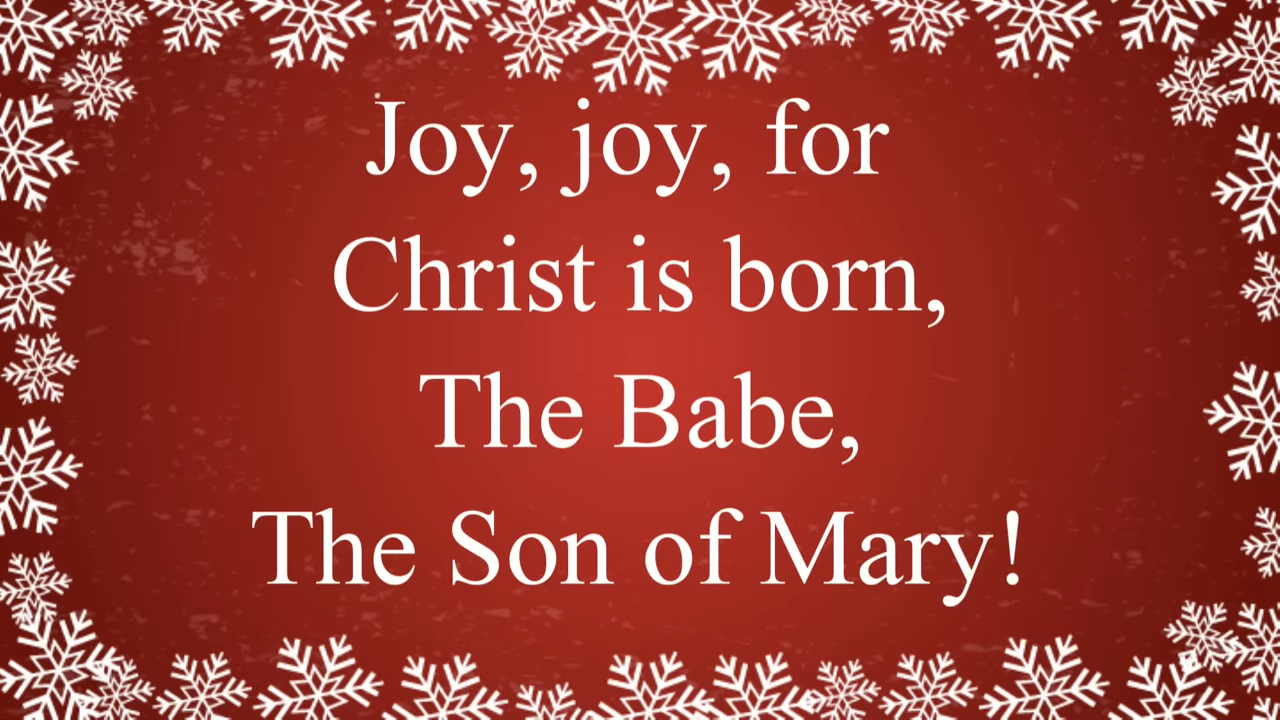 Joy, joy, for
Christ is born,
The Babe,
The Son of Mary!